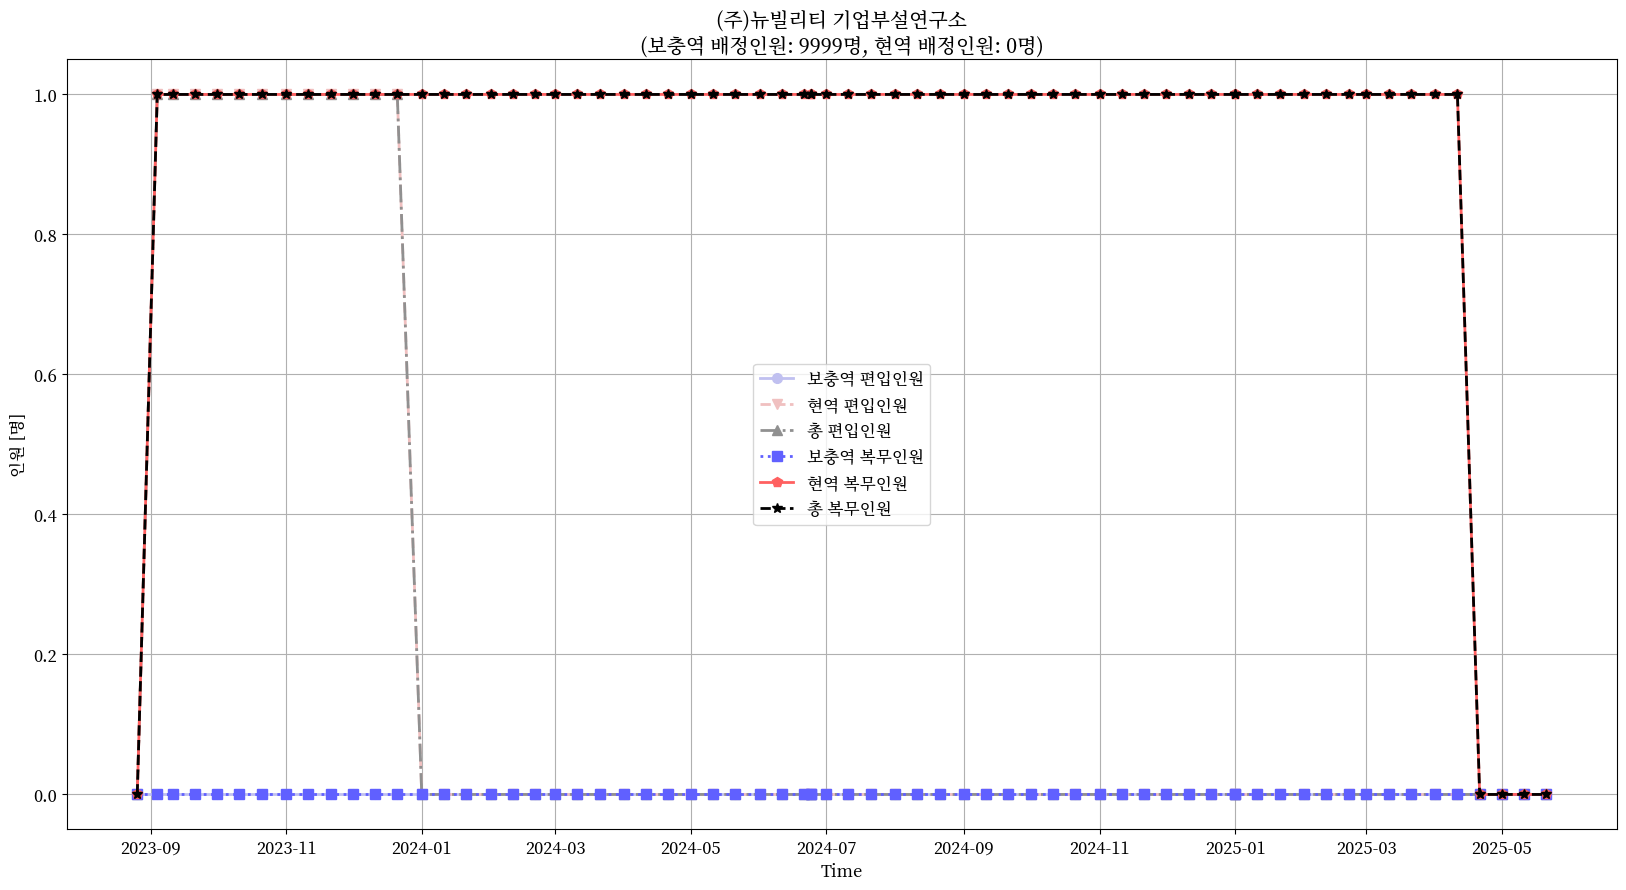 (주)뉴빌리티 기업부설연구소
(보충역 배정인원: 9999명, 현역 배정인원: 0명)
1.0
0.8
0.6
0.4
0.2
0.0
인원 [명]
보충역 편입인원
현역 편입인원
총 편입인원
보충역 복무인원
현역 복무인원
총 복무인원
2023-09 2023-11 2024-01 2024-03 2024-05 2024-07 2024-09 2024-11 2025-01 2025-03 2025-05
Time